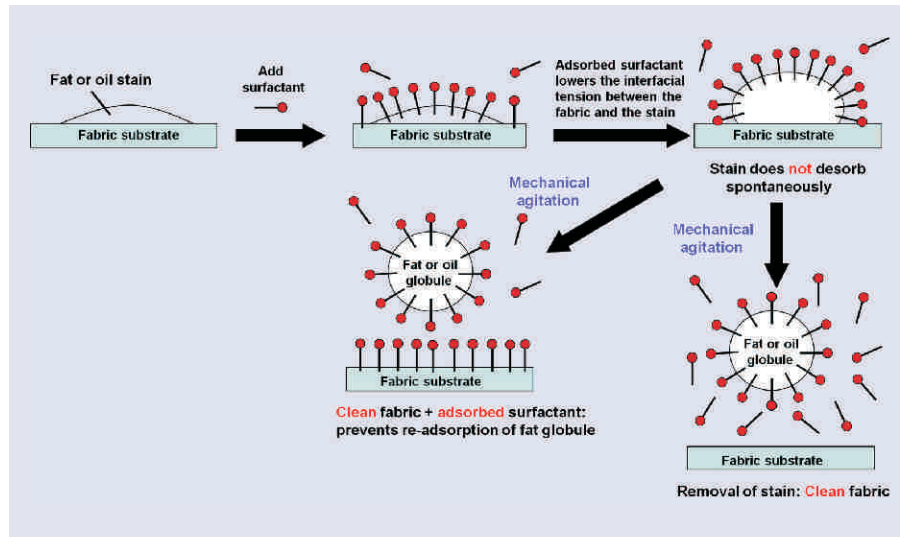 Fat or oil stain
Fabric substrate
Add
surfactant
Fabric substrate
Adsorbed surfactant
lowers the interfacial
tension between the
fabric and the stain
Fabric substrate
Stain does not desorb
spontaneously
Mechanical
agitation
Mechanical
agitation
Fat or oil
globule
Fabric substrate
Clean fabric + adsorbed surfactant:
prevents re-adsorption of fat globule
Fat or oil
globule
Fabric substrate
Removal of stain: Clean fabric